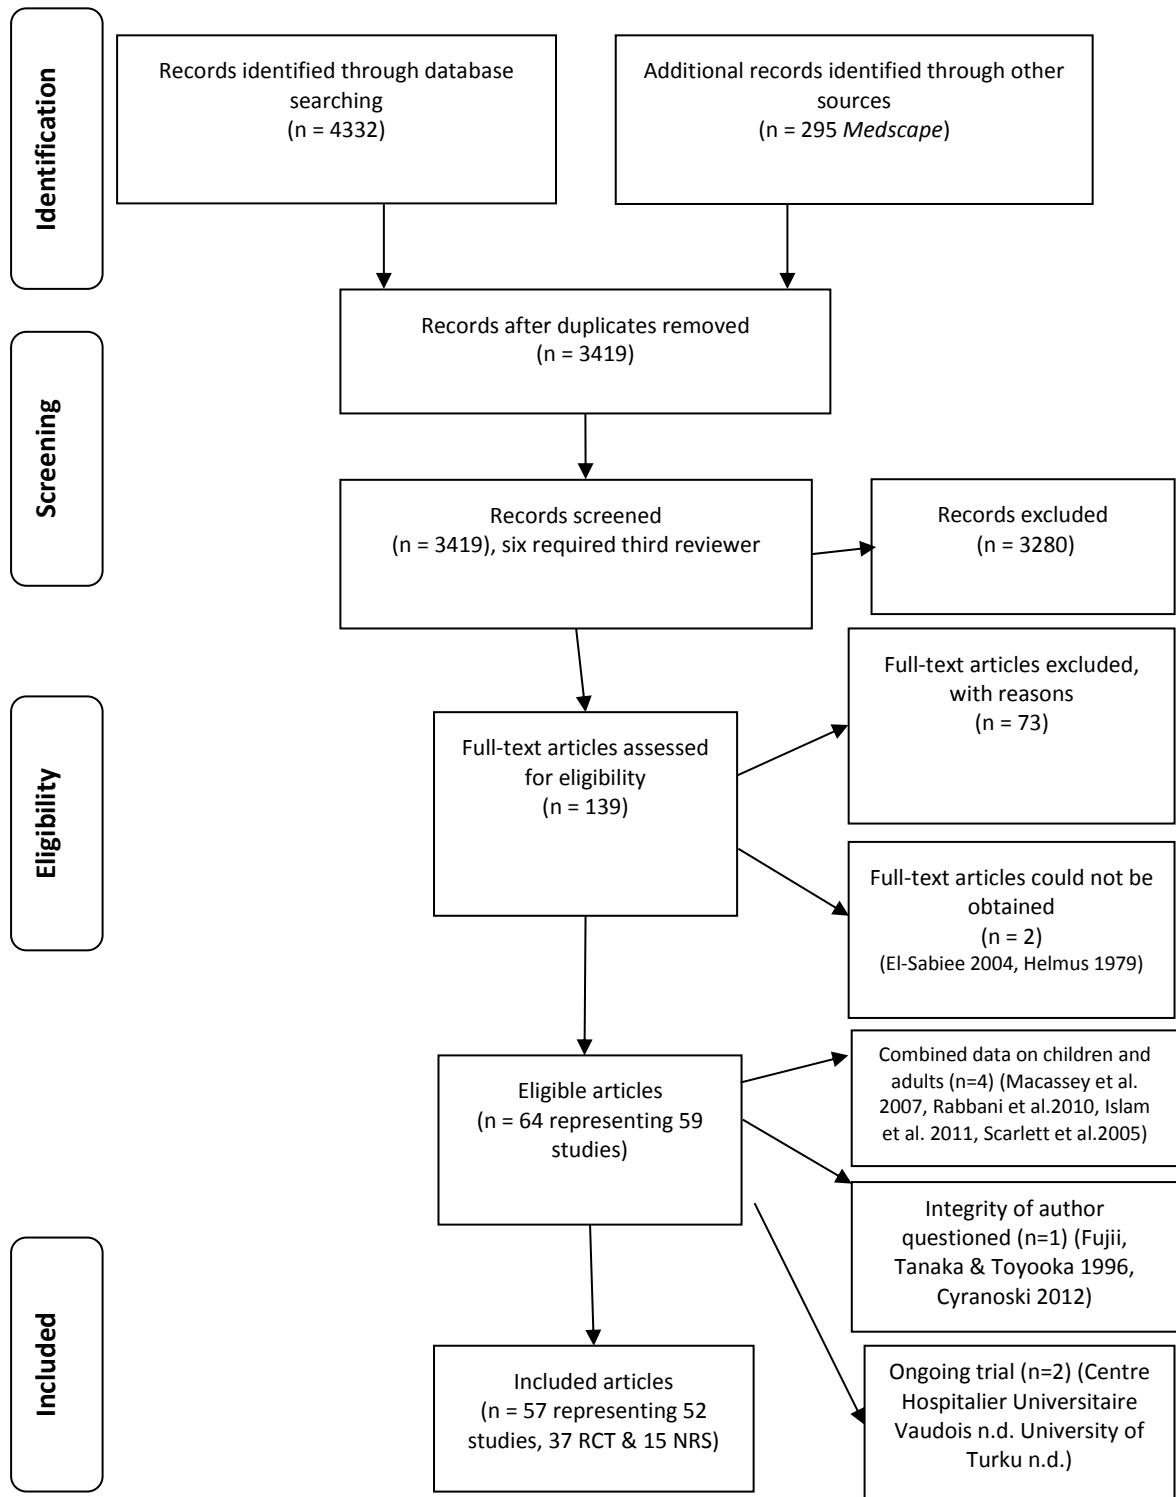 Identification
Records identified through database
searching
(n = 4332)
Additional records identified through other
sources
(n = 295 Medscape)
Records after duplicates removed
(n = 3419)
Screening
Records screened
(n = 3419), six required third reviewer
Records excluded
(n = 3280)
Eligibility
Full-text articles assessed
for eligibility
(n = 139)
Full-text articles excluded,
with reasons
(n = 73)
Full-text articles could not be
obtained
(n = 2)
(El-Sabiee 2004, Helmus 1979)
Eligible articles
(n = 64 representing 59
studies)
Combined data on children and
adults (n=4) (Macassey et al.
2007, Rabbani et al.2010, Islam
et al. 2011, Scarlett et al.2005)
Integrity of author
questioned (n=1) (Fujii,
Tanaka & Toyooka 1996,
Cyranoski 2012)
Included
Included articles
(n = 57 representing 52
studies, 37 RCT & 15 NRS)
Ongoing trial (n=2) (Centre
Hospitalier Universitaire
Vaudois n.d. University of
Turku n.d.)